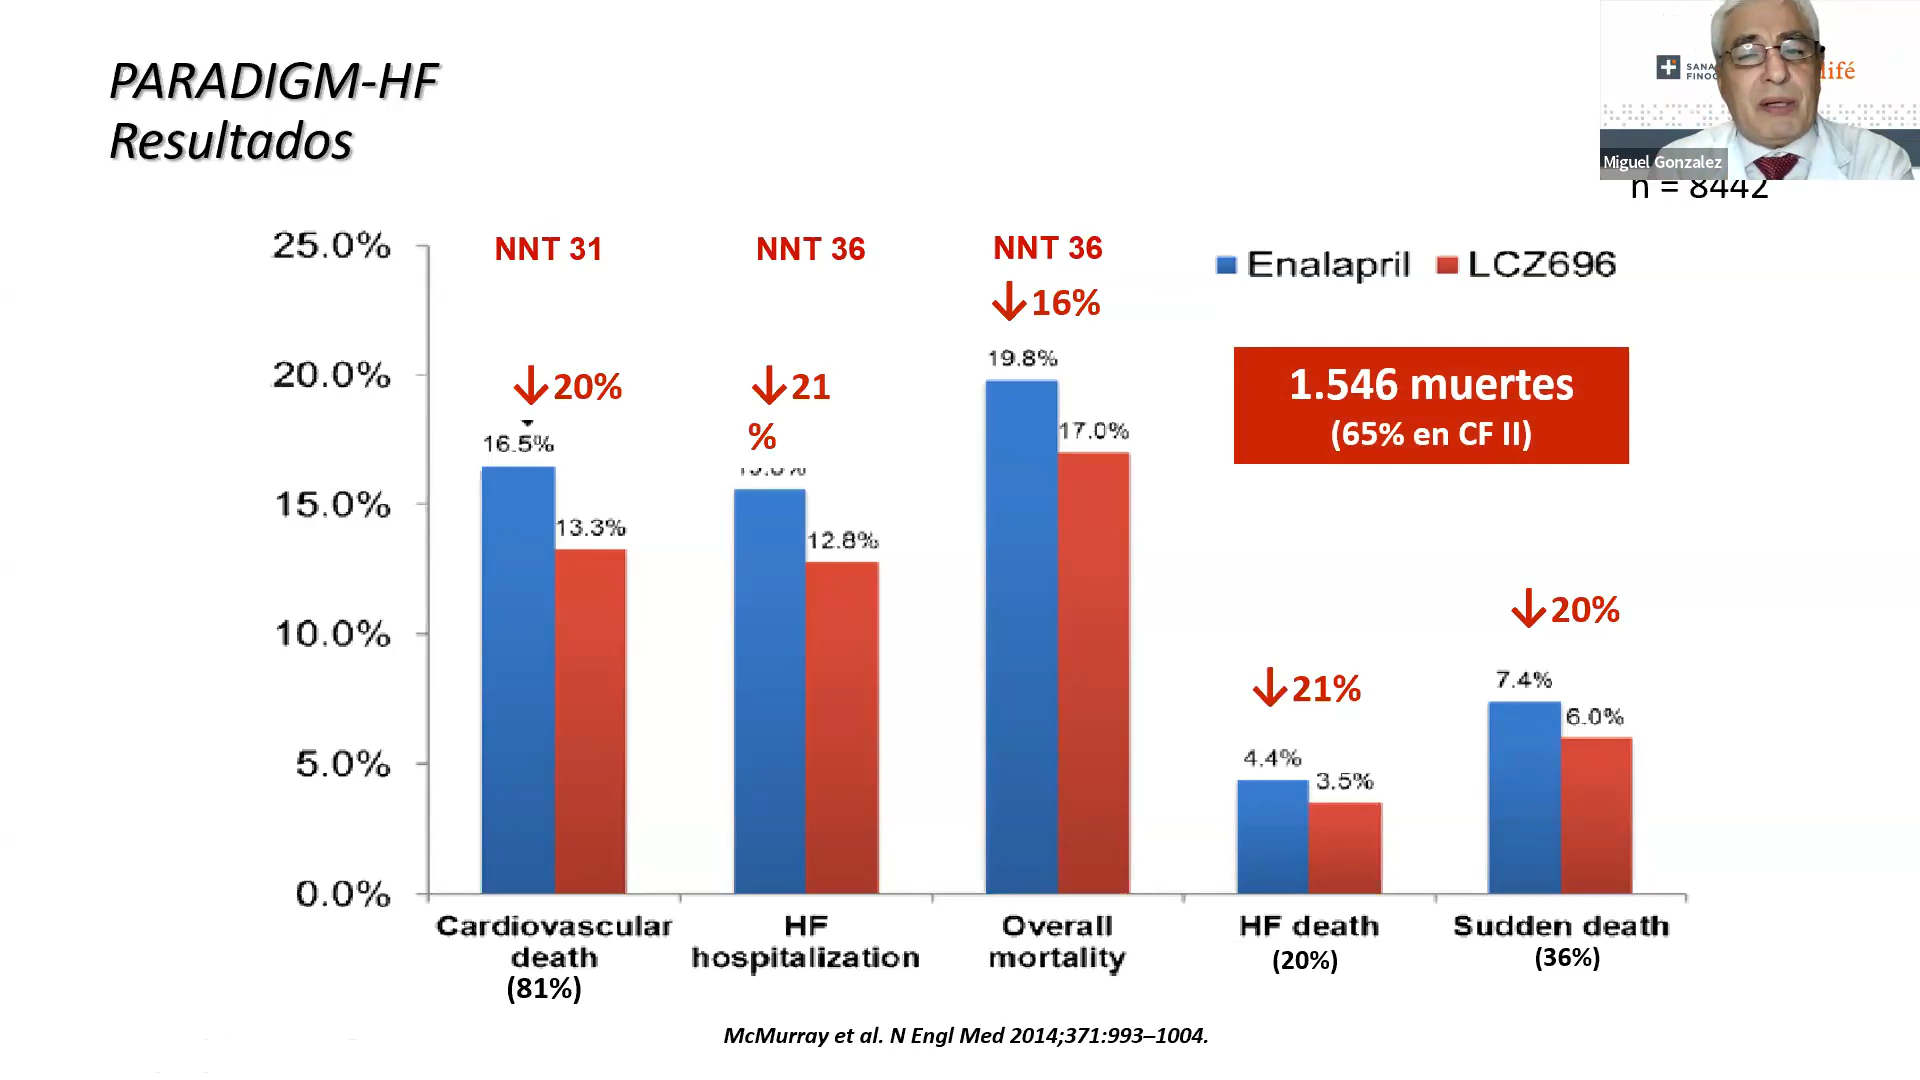 PARADIGM-HF
Resultados
SANA
FINOC
lifé
Miguel Gonzalez
n = 8442
25.0%
20.0%
15.0%
10.0%
5.0%
0.0%
NNT 31
NNT 36
NNT 36
↓16%
↓20%
↓21
%
↓21%
↓20%
Enalapril
LCZ696
1.546 muertes
(65% en CF II)
16.5%
13.3%
12.8%
19.8%
17.0%
4.4%
3.5%
7.4%
6.0%
Cardiovascular
death
(81%)
HF
hospitalization
Overall
mortality
HF death
(20%)
Sudden death
(36%)
McMurray et al. N Engl Med 2014;371:993–1004.